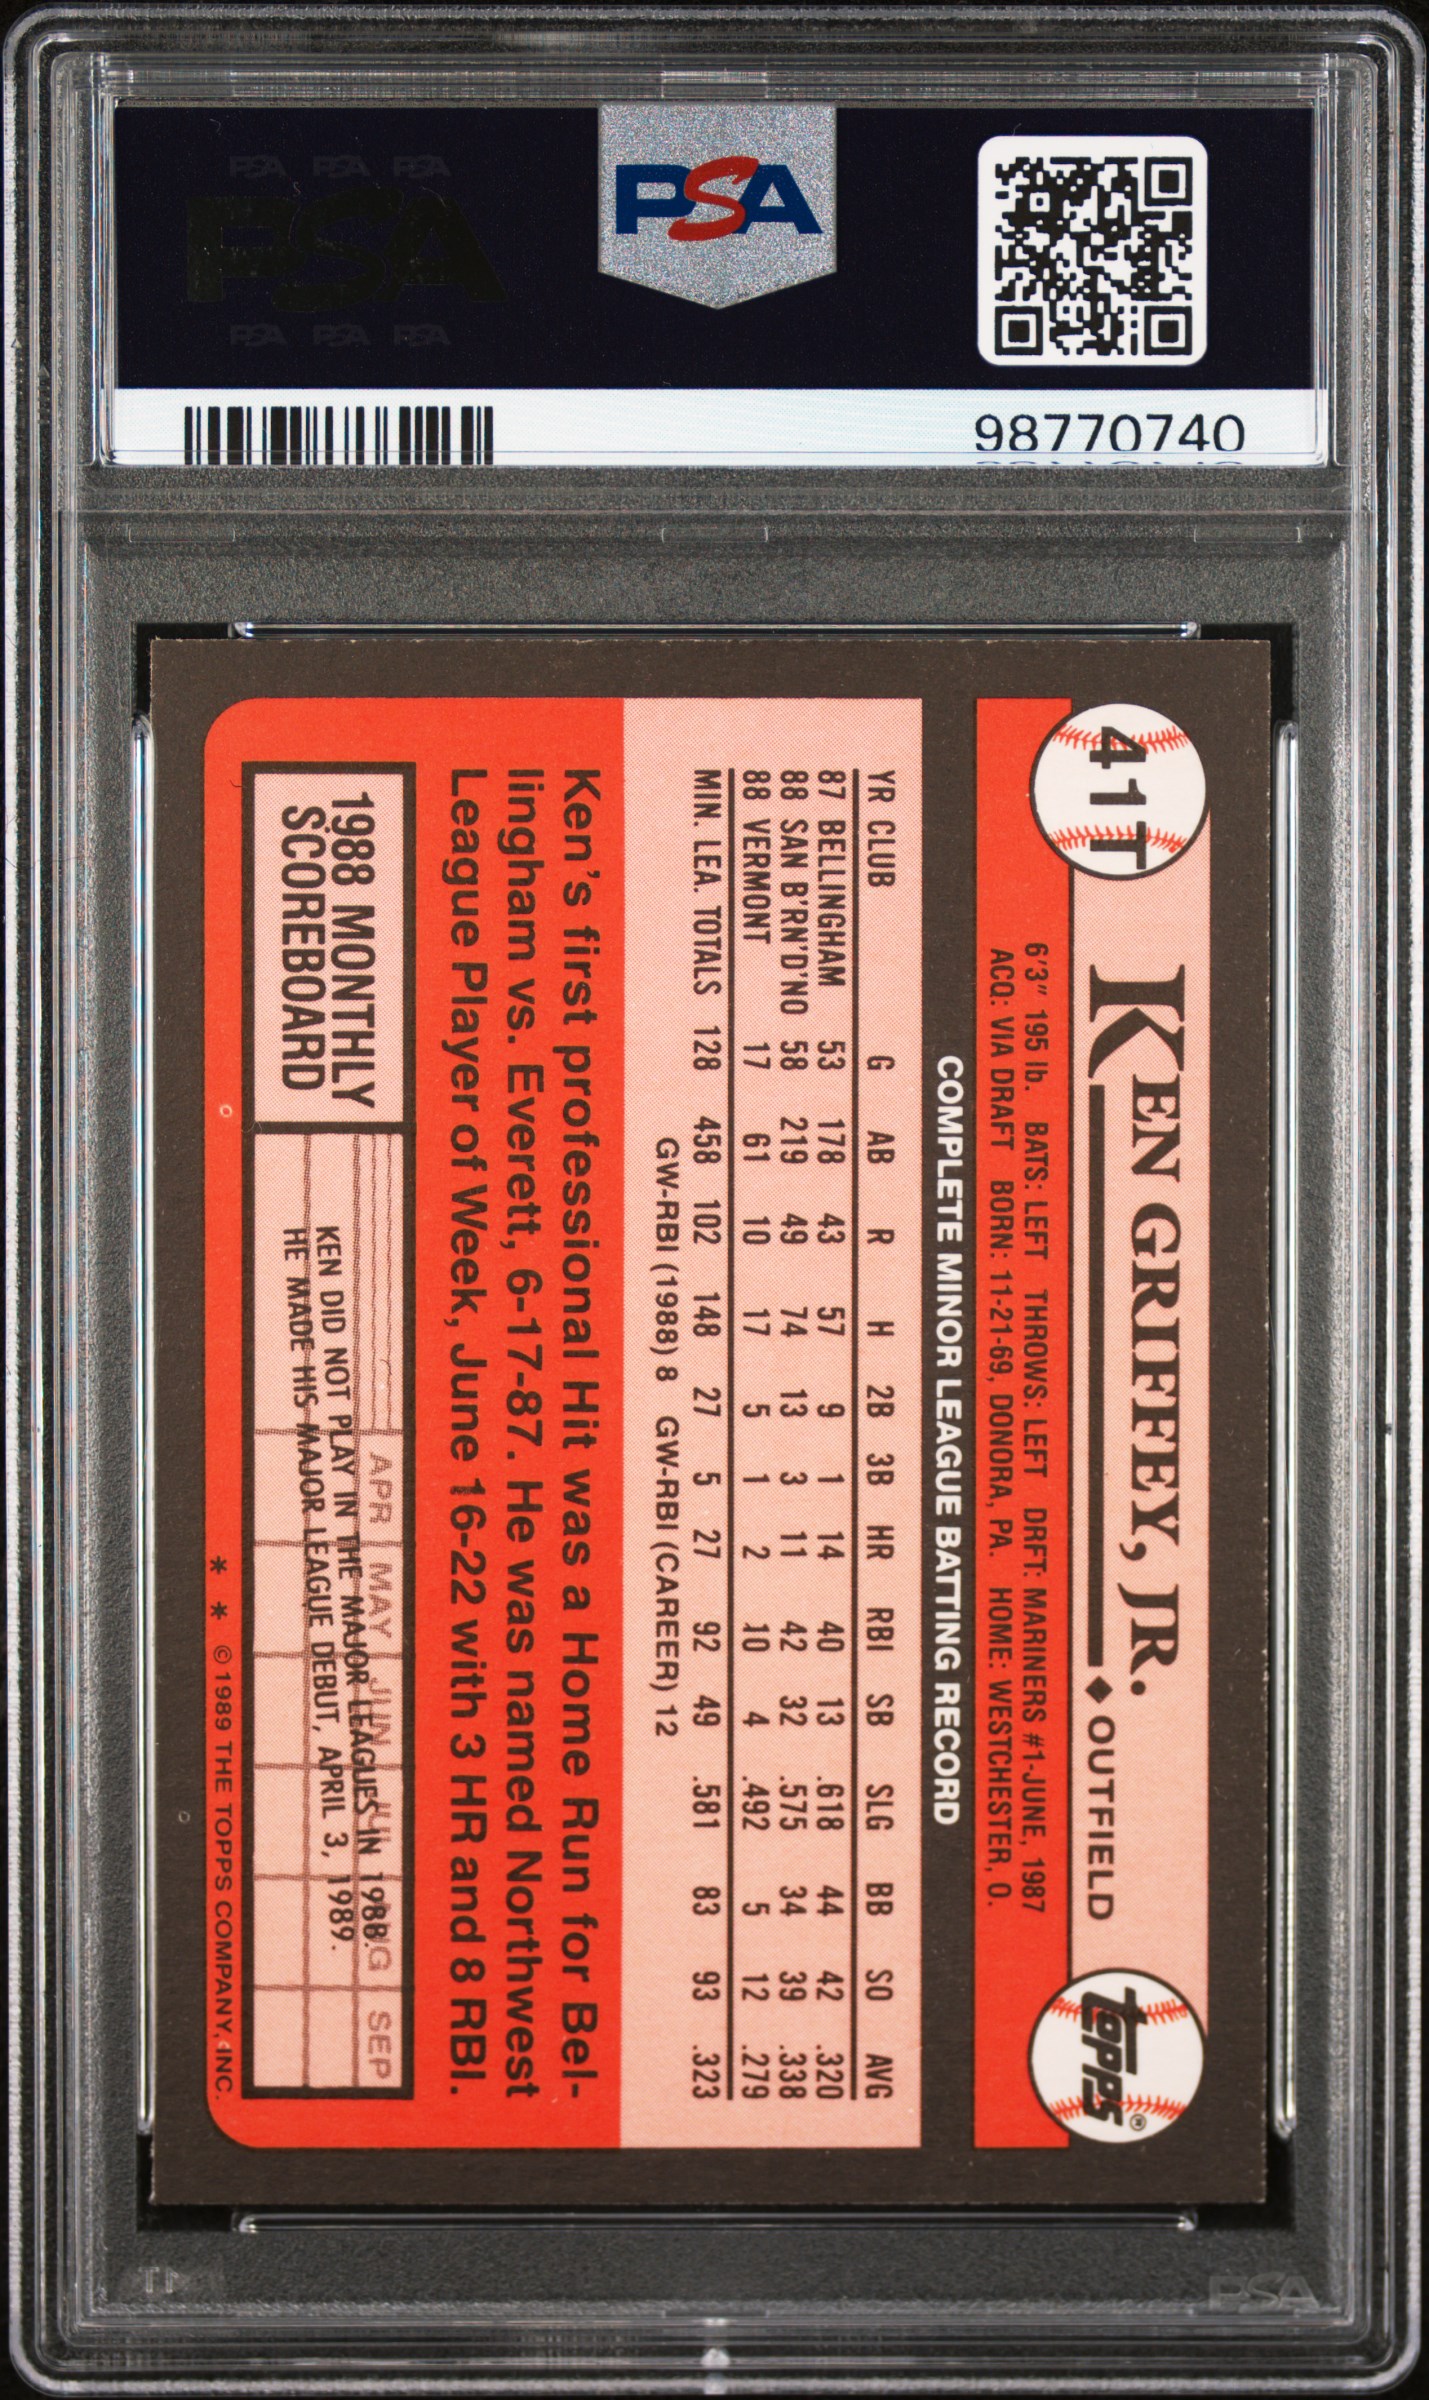 PSA PSA PSA
PSA
PSA PSA PSA
PSA
98770740
41T
KEN GRIFFEY, JR. ◆ OUTFIELD
topps®
6'3" 195 lb. BATS: LEFT THROWS: LEFT DRFT: MARINERS #1-JUNE, 1987
ACQ: VIA DRAFT BORN: 11-21-69, DONORA, PA. HOME: WESTCHESTER, O.
COMPLETE MINOR LEAGUE BATTING RECORD
YR CLUB G AB R H 2B 3B HR RBI SB SLG BB SO AVG
87 BELLINGHAM 53 178 43 57 9 1 14 40 13 .618 44 42 .320
88 SAN B'RN'D'NO 58 219 49 74 13 3 11 42 32 .575 34 39 .338
88 VERMONT 17 61 10 17 5 1 2 10 4 .492 5 12 .279
MIN. LEA. TOTALS 128 458 102 148 27 5 27 92 49 .581 83 93 .323
GW-RBI (1988) 8 GW-RBI (CAREER) 12
Ken's first professional Hit was a Home Run for Bel-
lingham vs. Everett, 6-17-87. He was named Northwest
League Player of Week, June 16-22 with 3 HR and 8 RBI.
1988 MONTHLY
SCOREBOARD
APR MAY JUN JUL AUG SEP
KEN DID NOT PLAY IN THE MAJOR LEAGUES IN 1988.
HE MADE HIS MAJOR LEAGUE DEBUT, APRIL 3, 1989.
* * © 1989 THE TOPPS COMPANY, INC.
PSA